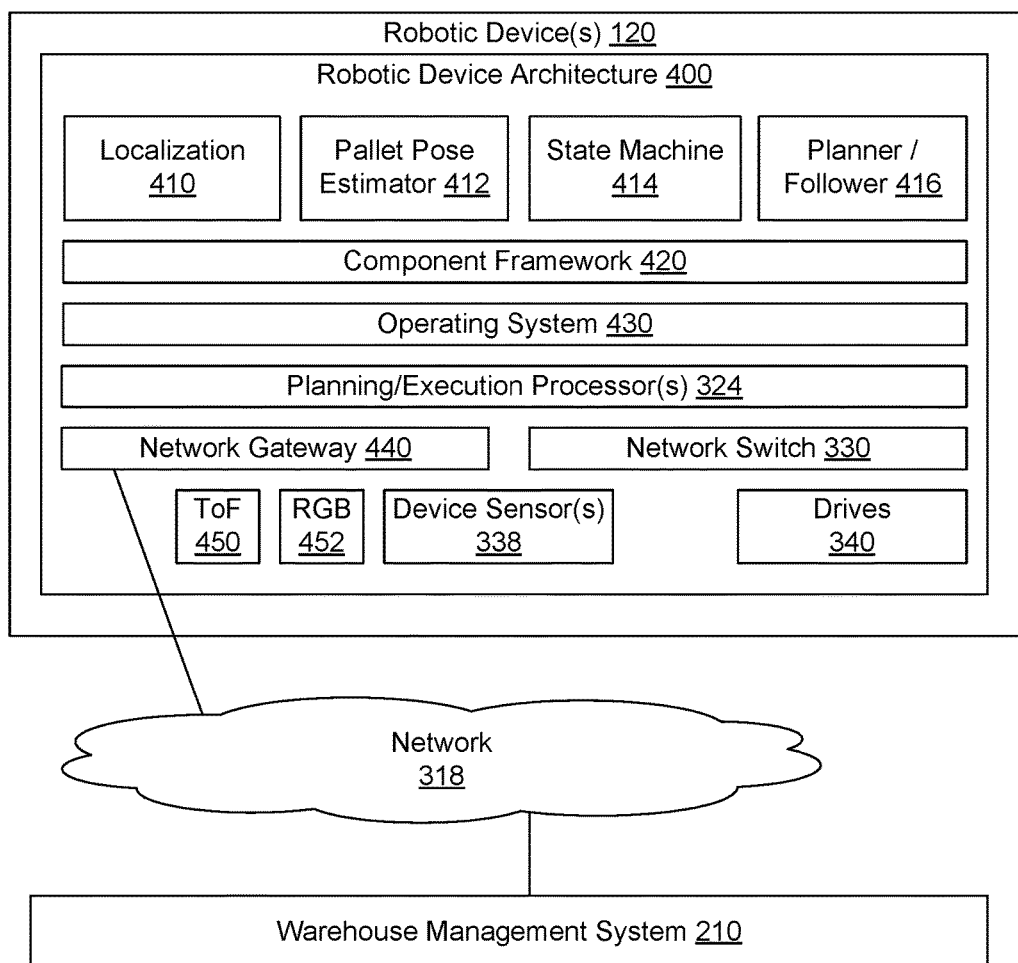 Robotic Device(s) 120
Robotic Device Architecture 400
Localization
410
Pallet Pose
Estimator 412
State Machine
414
Planner /
Follower 416
Component Framework 420
Operating System 430
Planning/Execution Processor(s) 324
Network Gateway 440
Network Switch 330
ToF
450
RGB
452
Device Sensor(s)
338
Drives
340
Network
318
Warehouse Management System 210